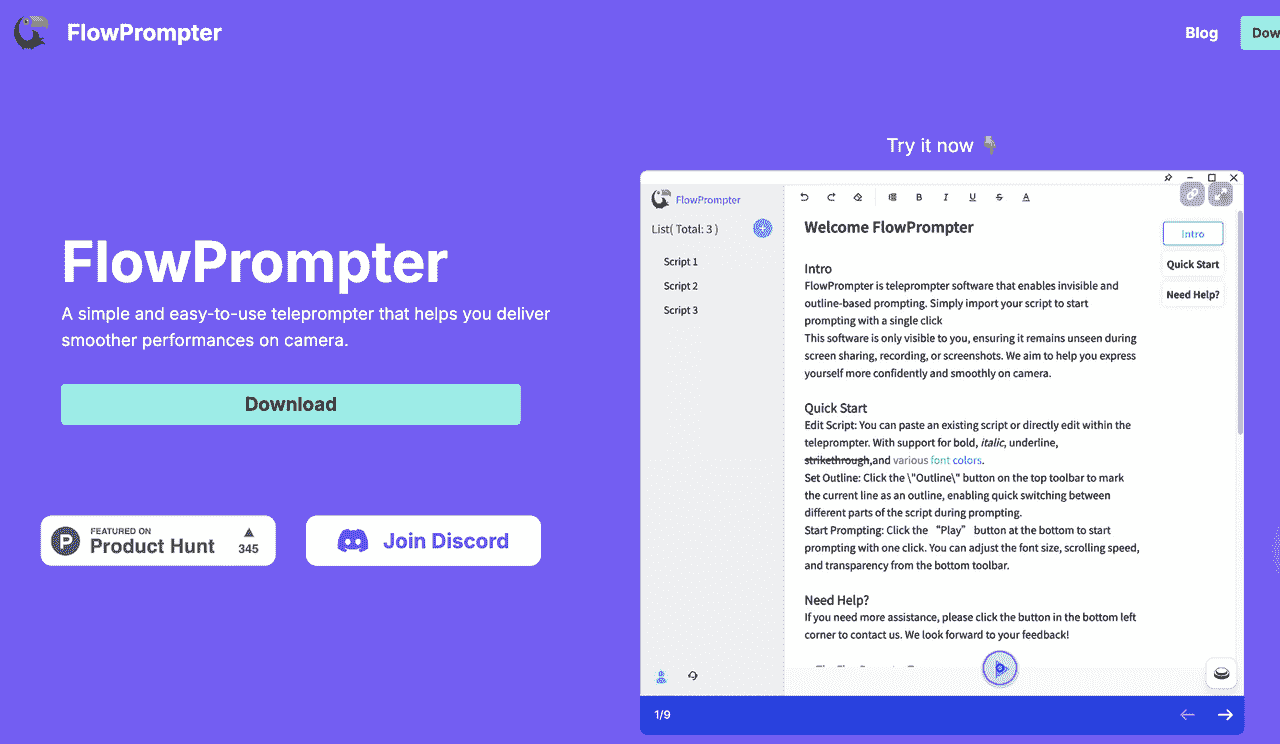 FlowPrompter
Blog
Dow
Try it now
FlowPrompter
A simple and easy-to-use teleprompter that helps you deliver
smoother performances on camera.
Download
FEATURED ON
Product Hunt
345
Join Discord
FlowPrompter
List( Total: 3 )
Script 1
Script 2
Script 3
B
I
U
S
A
Welcome FlowPrompter
Intro
FlowPrompter is teleprompter software that enables invisible and
outline-based prompting. Simply import your script to start
prompting with a single click
This software is only visible to you, ensuring it remains unseen during
screen sharing, recording, or screenshots. We aim to help you express
yourself more confidently and smoothly on camera.
Quick Start
Edit Script: You can paste an existing script or directly edit within the
teleprompter. With support for bold, italic, underline,
strikethrough,and various font colors.
Set Outline: Click the \"Outline\" button on the top toolbar to mark
the current line as an outline, enabling quick switching between
different parts of the script during prompting.
Start Prompting: Click the “Play” button at the bottom to start
prompting with one click. You can adjust the font size, scrolling speed,
and transparency from the bottom toolbar.
Need Help?
If you need more assistance, please click the button in the bottom left
corner to contact us. We look forward to your feedback!
Intro
Quick Start
Need Help?
1/9